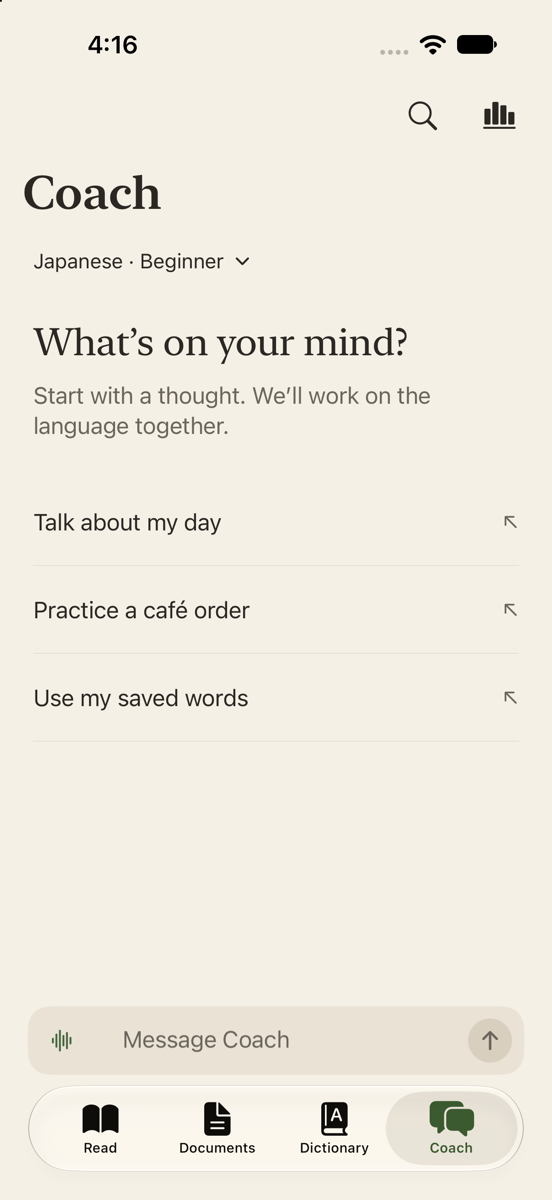 4:16
Coach
Japanese · Beginner
What’s on your mind?
Start with a thought. We’ll work on the
language together.
Talk about my day
Practice a café order
Use my saved words
Message Coach
Read
Documents
A
Dictionary
Coach